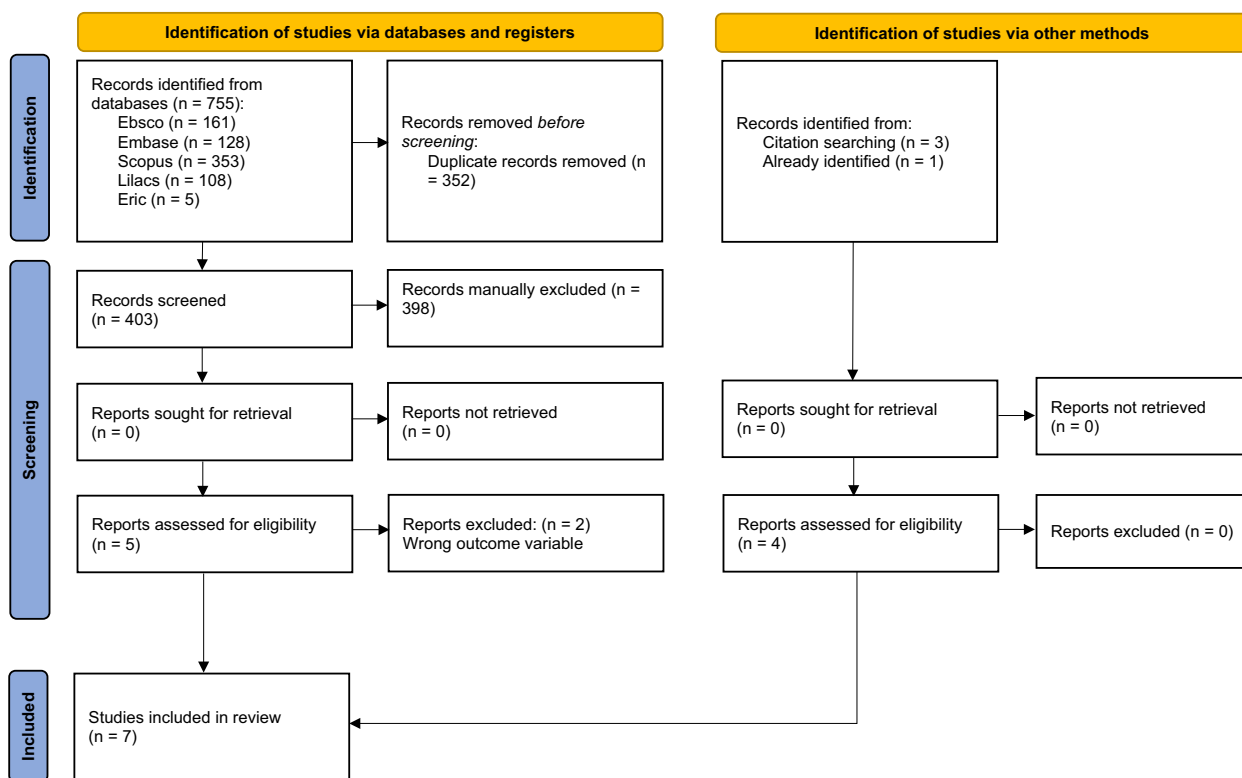 Identification of studies via databases and registers
Identification of studies via other methods
Identification
Records identified from
databases (n = 755):
Ebsco (n = 161)
Embase (n = 128)
Scopus (n = 353)
Lilacs (n = 108)
Eric (n = 5)
Records removed before
screening:
Duplicate records removed (n
= 352)
Records identified from:
Citation searching (n = 3)
Already identified (n = 1)
Screening
Records screened
(n = 403)
Records manually excluded (n =
398)
Reports sought for retrieval
(n = 0)
Reports not retrieved
(n = 0)
Reports sought for retrieval
(n = 0)
Reports not retrieved
(n = 0)
Reports assessed for eligibility
(n = 5)
Reports excluded: (n = 2)
Wrong outcome variable
Reports assessed for eligibility
(n = 4)
Reports excluded (n = 0)
Included
Studies included in review
(n = 7)